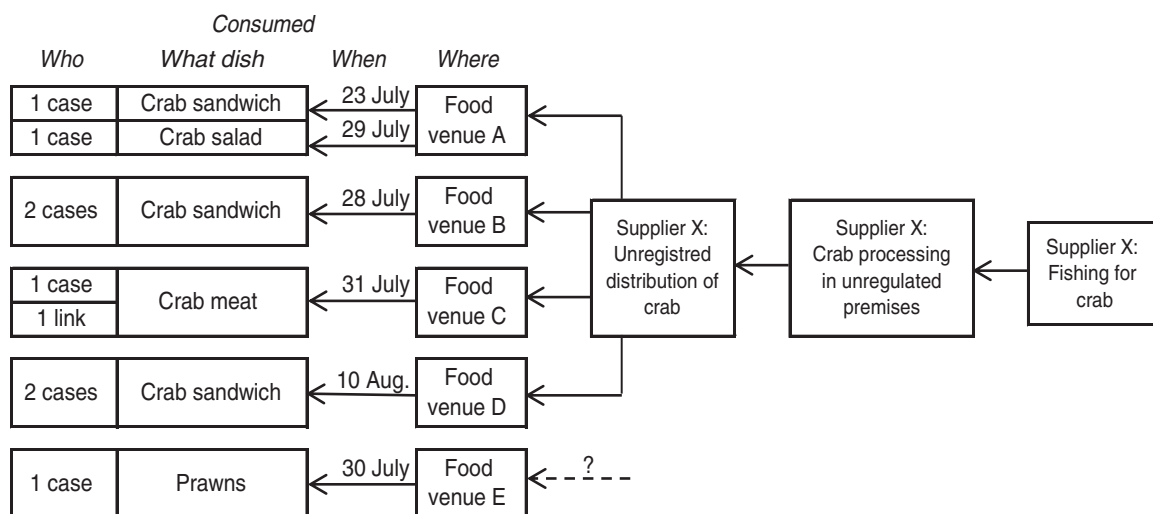 Consumed
Who What dish When Where
1 case Crab sandwich 23 July Food
1 case Crab salad 29 July venue A
2 cases Crab sandwich 28 July Food
venue B
1 case Crab meat 31 July Food
1 link venue C
2 cases Crab sandwich 10 Aug. Food
venue D
1 case Prawns 30 July Food
venue E
?
Supplier X:
Unregistred
distribution of
crab
Supplier X:
Crab processing
in unregulated
premises
Supplier X:
Fishing for
crab